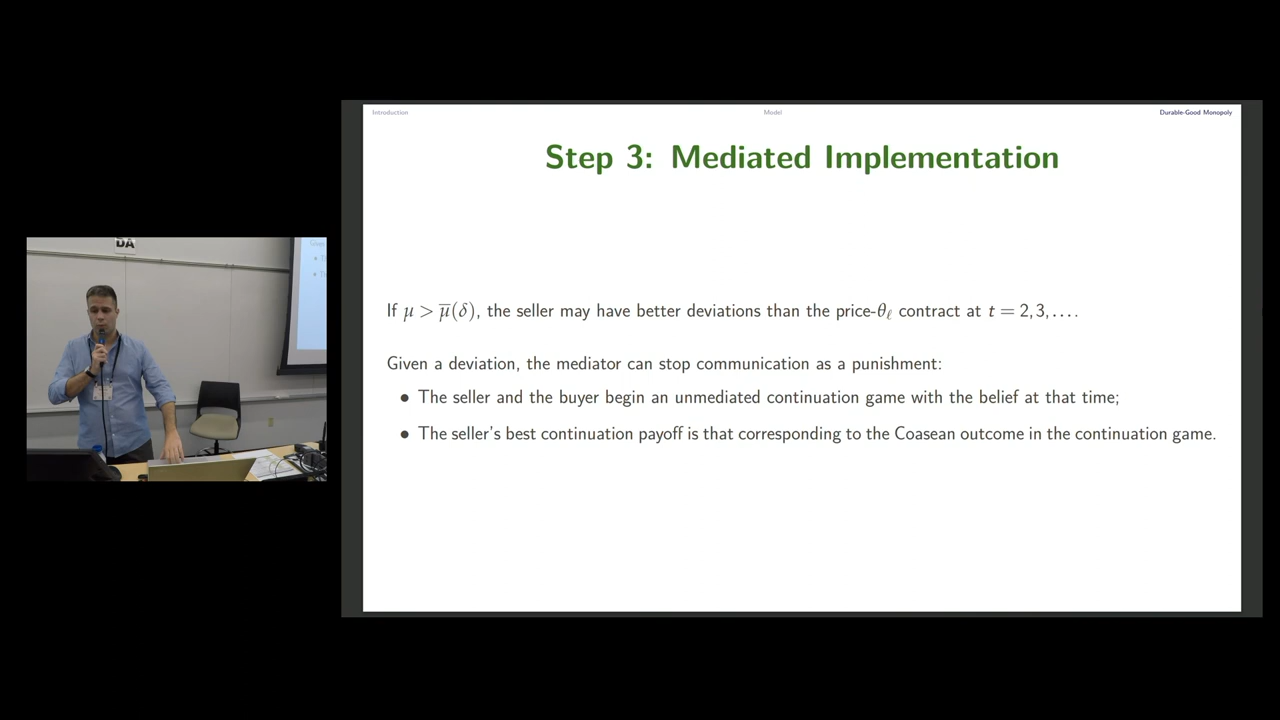 DA
Introduction
Model
Durable-Good Monopoly
Step 3: Mediated Implementation
If μ > μ̅(δ), the seller may have better deviations than the price-θℓ contract at t = 2, 3, ....
Given a deviation, the mediator can stop communication as a punishment:
• The seller and the buyer begin an unmediated continuation game with the belief at that time;
• The seller's best continuation payoff is that corresponding to the Coasean outcome in the continuation game.